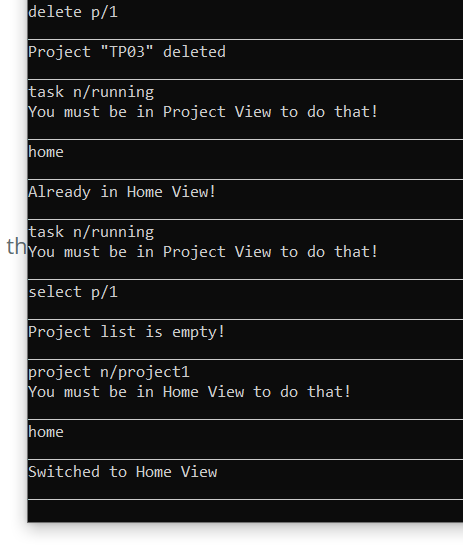 delete p/1
Project "TP03" deleted
task n/running
You must be in Project View to do that!
home
Already in Home View!
task n/running
You must be in Project View to do that!
th
select p/1
Project list is empty!
project n/project1
You must be in Home View to do that!
home
Switched to Home View